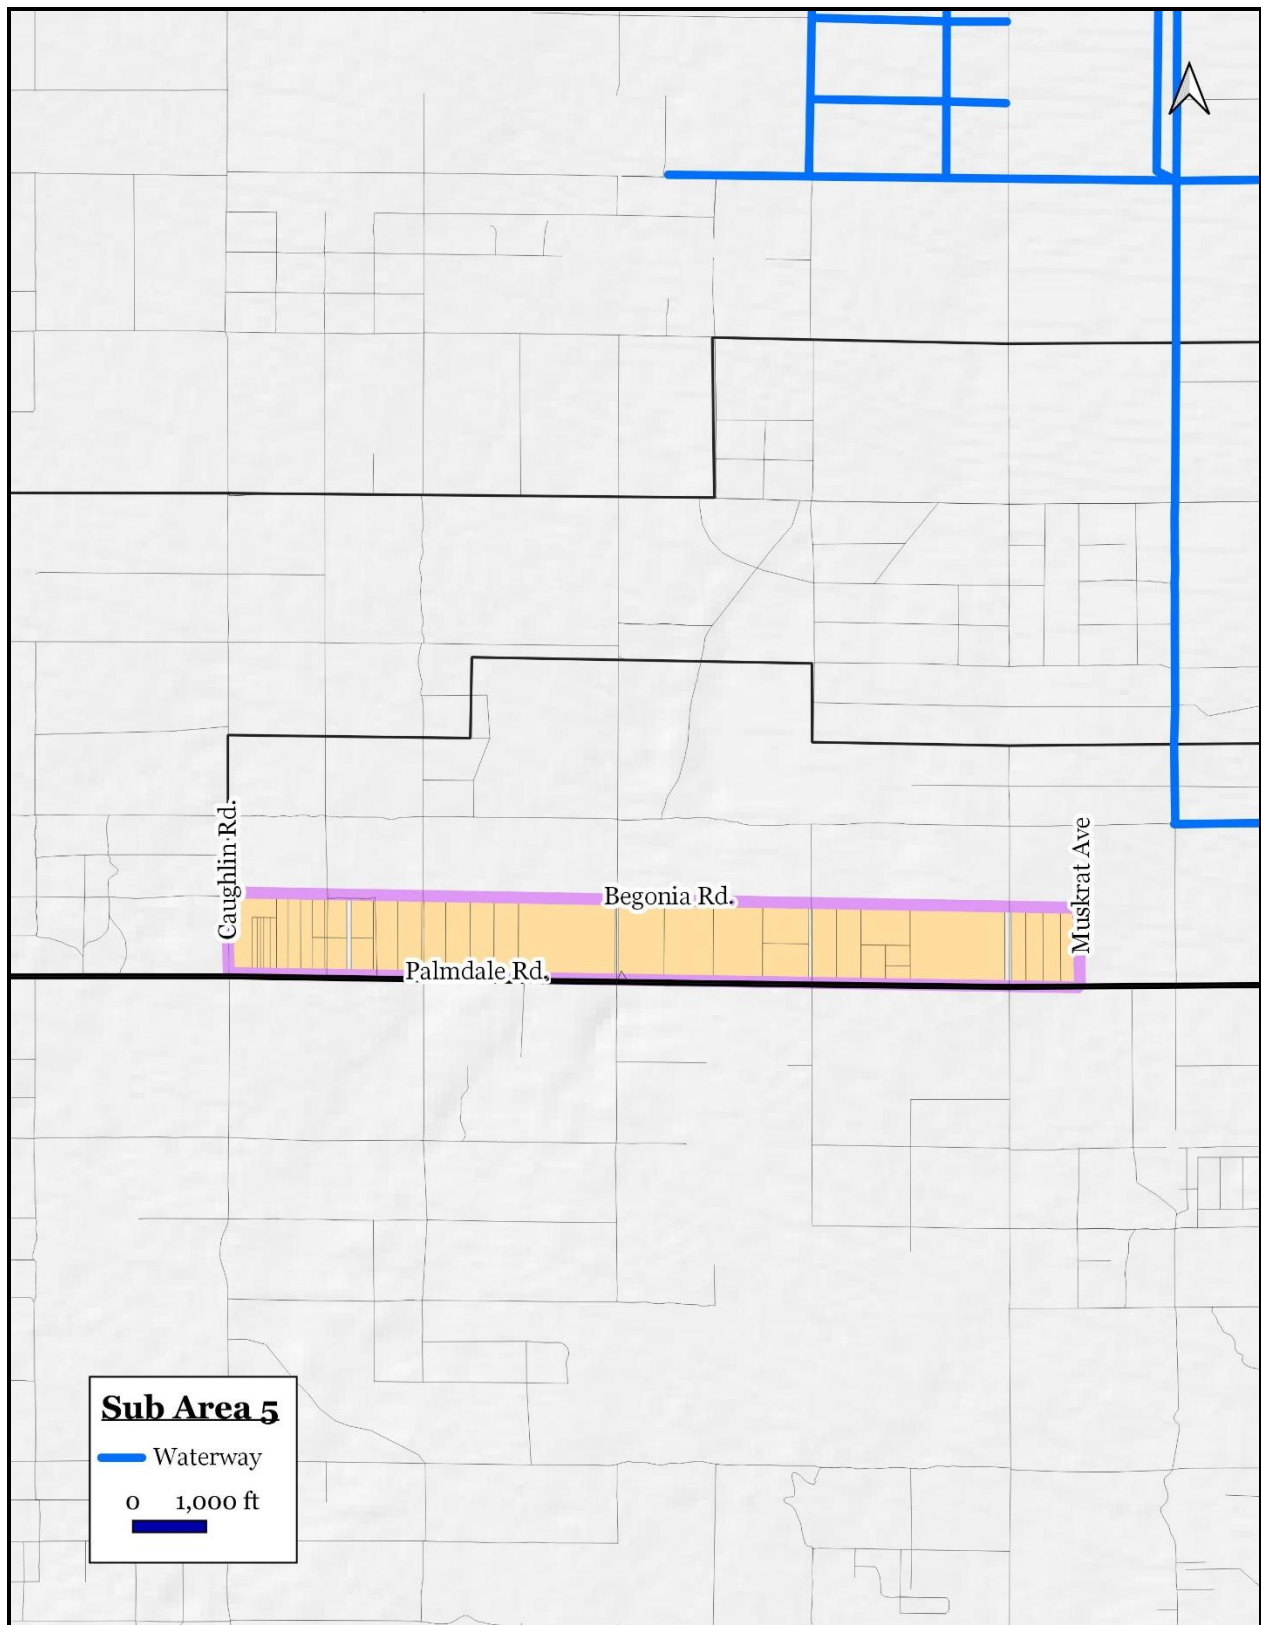 Caughlin Rd.
Begonia Rd.
Muskrat Ave
Palmdale Rd.
Sub Area 5
Waterway
0 1,000 ft